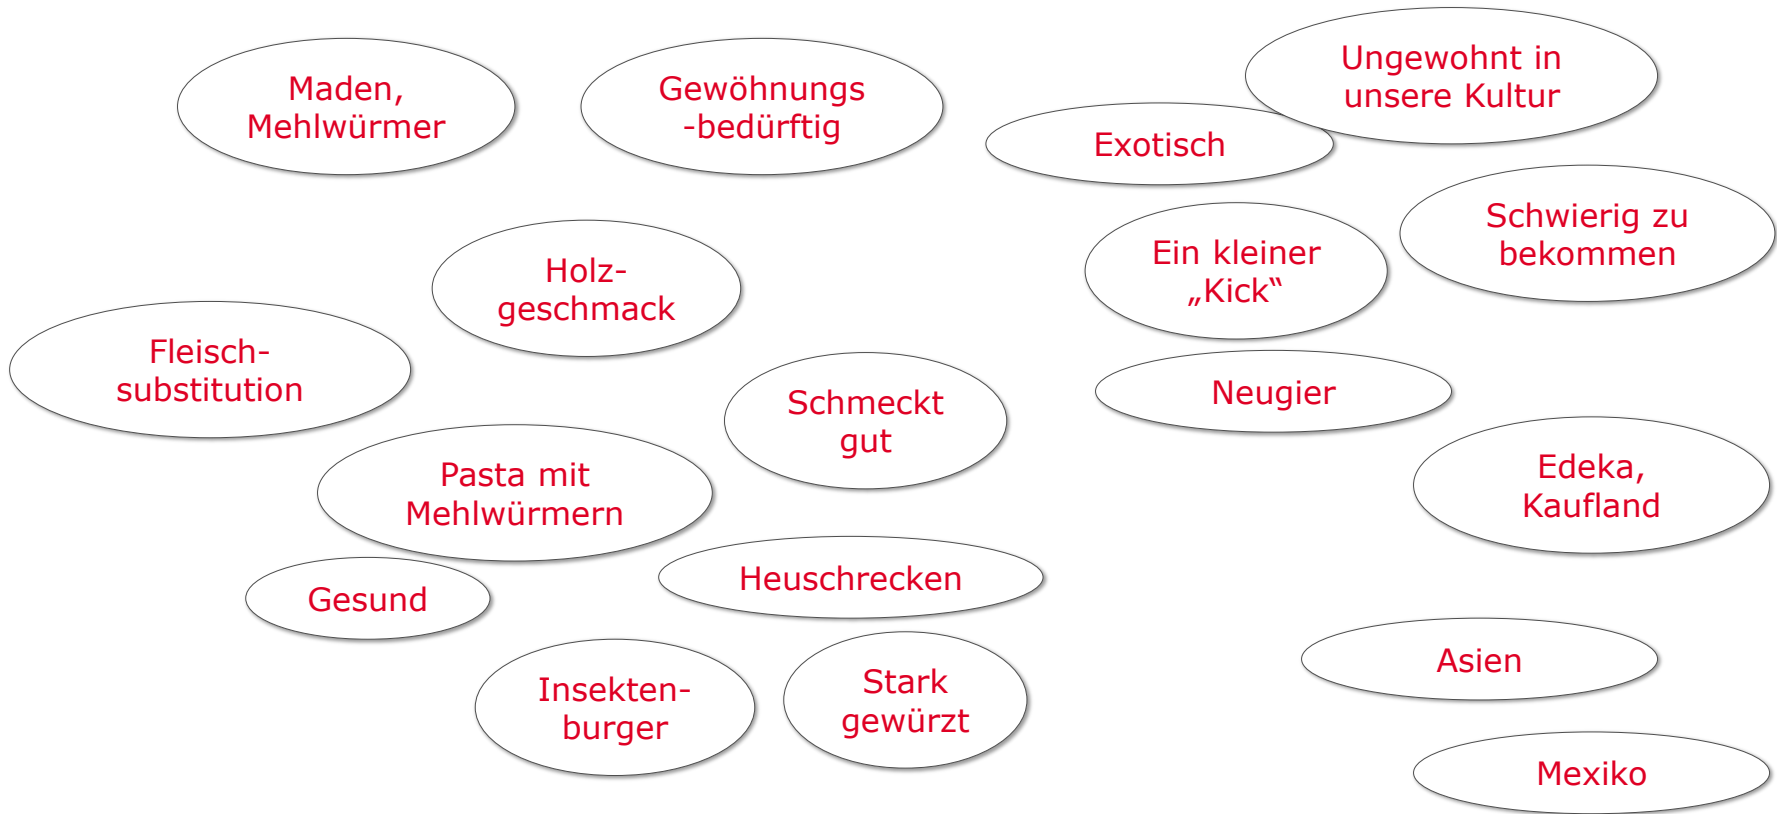 Maden,
Mehlwürmer
Gewöhnungs
-bedürftig
Ungewohnt in
unsere Kultur
Exotisch
Schwierig zu
bekommen
Ein kleiner
„Kick“
Holz-
geschmack
Fleisch-
substitution
Schmeckt
gut
Neugier
Pasta mit
Mehlwürmern
Edeka,
Kaufland
Heuschrecken
Gesund
Asien
Insekten-
burger
Stark
gewürzt
Mexiko